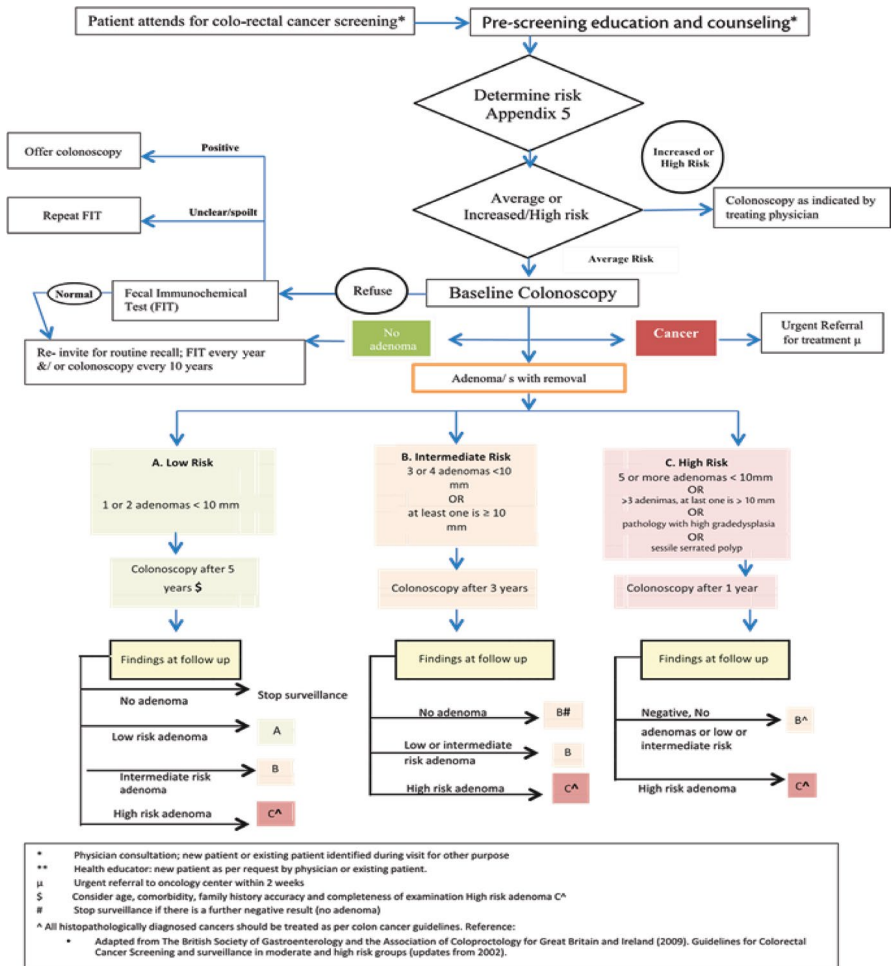 Patient attends for colo-rectal cancer screening*
Pre-screening education and counseling*
Determine risk
Appendix 5
Increased or
High Risk
Offer colonoscopy
Positive
Average or
Increased/High risk
Colonoscopy as indicated by
treating physician
Repeat FIT
Unclear/spoilt
Average Risk
Normal
Fecal Immunochemical
Test (FIT)
Refuse
Baseline Colonoscopy
No
adenoma
Cancer
Urgent Referral
for treatment µ
Re- invite for routine recall; FIT every year
&/ or colonoscopy every 10 years
Adenoma/ s with removal
A. Low Risk
1 or 2 adenomas < 10 mm
B. Intermediate Risk
3 or 4 adenomas <10
mm
OR
at least one is ≥ 10
mm
C. High Risk
5 or more adenomas < 10mm
OR
>3 adenimas, at last one is > 10 mm
OR
pathology with high gradedysplasia
OR
sessile serrated polyp
Colonoscopy after 5
years $
Colonoscopy after 3 years
Colonoscopy after 1 year
Findings at follow up
No adenoma
Stop surveillance
Low risk adenoma
A
Intermediate risk
adenoma
B
High risk adenoma
C^
Findings at follow up
No adenoma
B#
Low or intermediate
risk adenoma
B
High risk adenoma
C^
Findings at follow up
Negative, No
adenomas or low or
intermediate risk
B^
High risk adenoma
C^
* Physician consultation; new patient or existing patient identified during visit for other purpose
** Health educator: new patient as per request by physician or existing patient.
µ Urgent referral to oncology center within 2 weeks
$ Consider age, comorbidity, family history accuracy and completeness of examination High risk adenoma C^
# Stop surveillance if there is a further negative result (no adenoma)
^ All histopathologically diagnosed cancers should be treated as per colon cancer guidelines. Reference:
• Adapted from The British Society of Gastroenterology and the Association of Coloproctology for Great Britain and Ireland (2009). Guidelines for Colorectal
Cancer Screening and surveillance in moderate and high risk groups (updates from 2002).